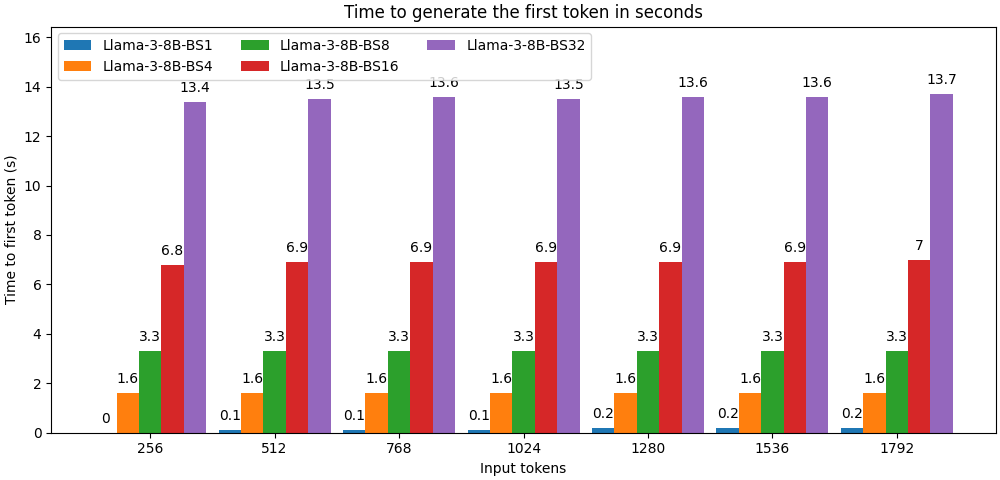 Time to generate the first token in seconds
Llama-3-8B-BS1 Llama-3-8B-BS8 Llama-3-8B-BS32
Llama-3-8B-BS4 Llama-3-8B-BS16
Time to first token (s)
16
14
12
10
8
6
4
2
0
13.4 13.5 13.6 13.5 13.6 13.6 13.7
6.8 6.9 6.9 6.9 6.9 6.9 7
3.3 3.3 3.3 3.3 3.3 3.3 3.3
1.6 1.6 1.6 1.6 1.6 1.6 1.6
0 0.1 0.1 0.1 0.2 0.2 0.2
256 512 768 1024 1280 1536 1792
Input tokens